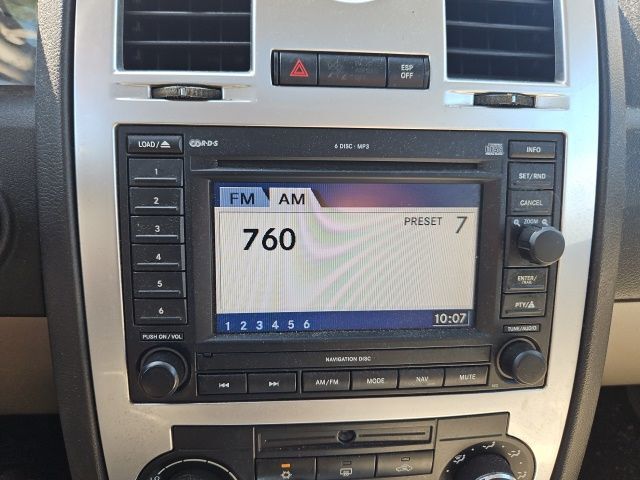 ESP
OFF
LOAD/
R·D·S
6 DISC · MP3
INFO
1
2
3
4
5
6
SET/RND
CANCEL
ZOOM
ENTER/
PTY/
TUNE/AUDIO
FM AM
760
PRESET 7
1 2 3 4 5 6
10:07
PUSH ON/VOL
NAVIGATION DISC
AM/FM
MODE
NAV
MUTE
LO